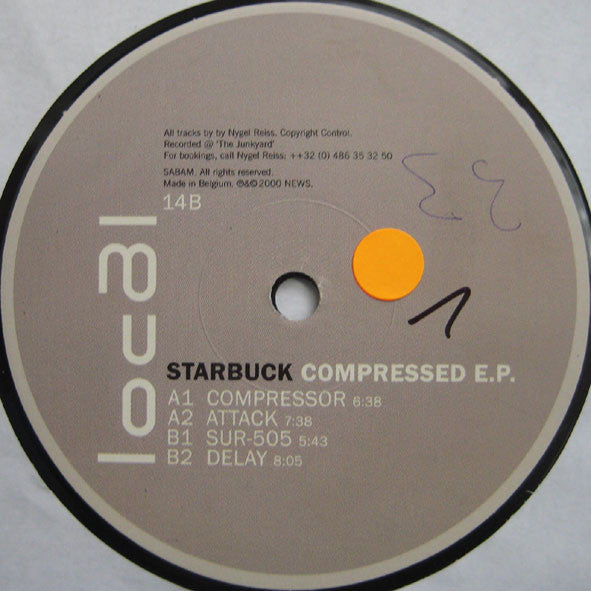 All tracks by by Nygel Reiss. Copyright Control.
Recorded @ 'The Junkyard'
For bookings, call Nygel Reiss: ++32 (0) 486 35 32 50
SABAM. All rights reserved.
Made in Belgium. ℗&©2000 NEWS.
14B
local
STARBUCK COMPRESSED E.P.
A1 COMPRESSOR 6:38
A2 ATTACK 7:38
B1 SUR-505 5:43
B2 DELAY 8:05
1